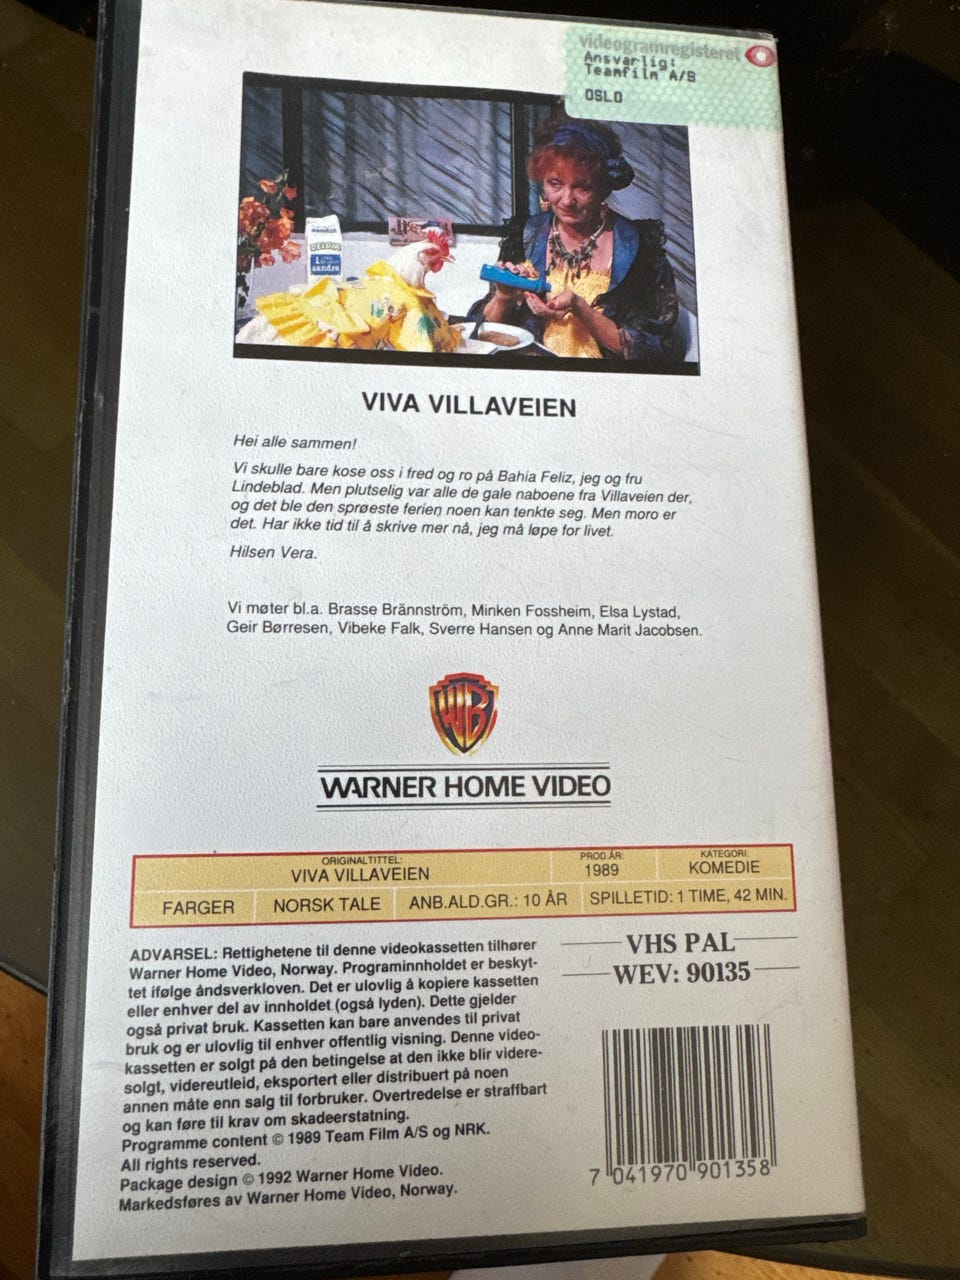 videogramregisteret
Ansvarlig:
Teamfilm A/S
OSLO
DELGJØ
1
sandra
VIVA VILLAVEIEN
Hei alle sammen!
Vi skulle bare kose oss i fred og ro på Bahia Feliz, jeg og fru
Lindeblad. Men plutselig var alle de gale naboene fra Villaveien der,
og det ble den sprøeste ferien noen kan tenkte seg. Men moro er
det. Har ikke tid til å skrive mer nå, jeg må løpe for livet.
Hilsen Vera.
Vi møter bl.a. Brasse Brännström, Minken Fossheim, Elsa Lystad,
Geir Børresen, Vibeke Falk, Sverre Hansen og Anne Marit Jacobsen.
WB
WARNER HOME VIDEO
ORIGINALTITTEL: PROD.ÅR: KATEGORI:
VIVA VILLAVEIEN 1989 KOMEDIE
FARGER NORSK TALE ANB.ALD.GR.: 10 ÅR SPILLETID: 1 TIME, 42 MIN.
ADVARSEL: Rettighetene til denne videokassetten tilhører
Warner Home Video, Norway. Programinnholdet er beskyt-
tet ifølge åndsverkloven. Det er ulovlig å kopiere kassetten
eller enhver del av innholdet (også lyden). Dette gjelder
også privat bruk. Kassetten kan bare anvendes til privat
bruk og er ulovlig til enhver offentlig visning. Denne video-
kassetten er solgt på den betingelse at den ikke blir videre-
solgt, videreutleid, eksportert eller distribuert på noen
annen måte enn salg til forbruker. Overtredelse er straffbart
og kan føre til krav om skadeerstatning.
Programme content © 1989 Team Film A/S og NRK.
All rights reserved.
Package design © 1992 Warner Home Video.
Markedsføres av Warner Home Video, Norway.
VHS PAL
WEV: 90135
7 041970 901358